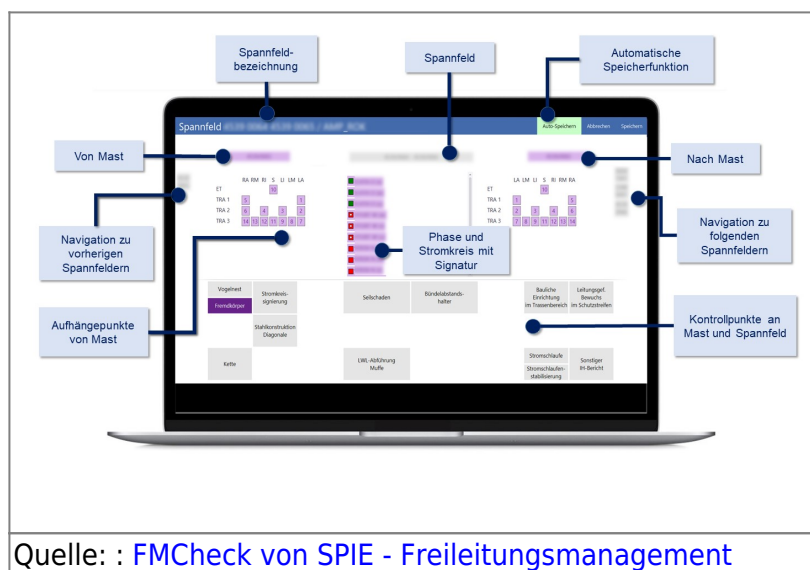 Spannfeld-
bezeichnung
Spannfeld
Automatische
Speicherfunktion
Spannfeld
Auto-Speichern Abbrechen Speichern
Von Mast
Nach Mast
RA RM RI S LI LM LA
ET 10
TRA 1 5 1
TRA 2 6 4 3 2
TRA 3 14 13 12 11 9 8 7
LA LM LI S RI RM RA
ET 10
TRA 1 1 5
TRA 2 2 3 4 6
TRA 3 7 8 9 11 12 13 14
Navigation zu
vorherigen
Spannfeldern
Phase und
Stromkreis mit
Signatur
Navigation zu
folgenden
Spannfeldern
Aufhängepunkte
von Mast
Kontrollpunkte an
Mast und Spannfeld
Vogelnest
Fremdkörper
Stromkreis-
signierung
Stahlkonstruktion
Diagonale
Kette
Seilschaden
Bündelabstands-
halter
LWL-Abführung
Muffe
Bauliche
Einrichtung
im Trassenbereich
Leitungsgef.
Bewuchs
im Schutzstreifen
Stromschlaufe
Stromschlaufen-
stabilisierung
Sonstiger
IH-Bericht
Quelle: : FMCheck von SPIE - Freileitungsmanagement